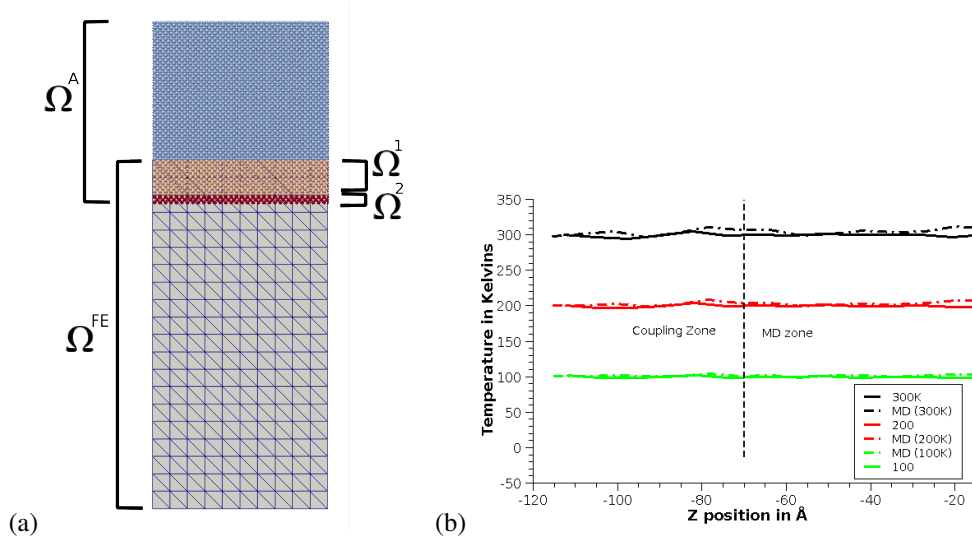 Ω^A
Ω^1
Ω^2
Ω^FE
(a)
350
300
250
200
150
100
50
0
-50
Temperature in Kelvins
Coupling Zone
MD zone
300K
MD (300K)
200
MD (200K)
MD (100K)
100
-120
-100
-80
-60
-40
-20
Z position in Å
(b)